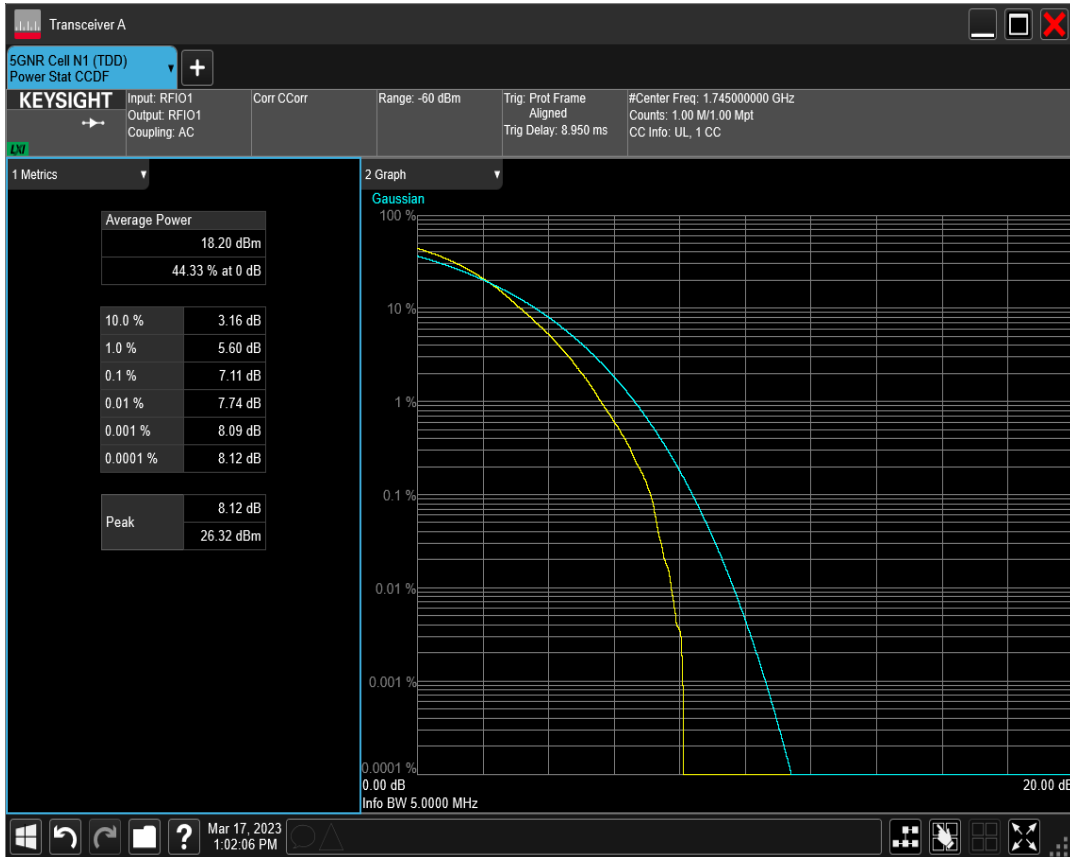 Transceiver A
5GNR Cell N1 (TDD)
Power Stat CCDF
+
KEYSIGHT
LXI
Input: RFIO1
Output: RFIO1
Coupling: AC
Corr CCorr
Range: -60 dBm
Trig: Prot Frame
Aligned
Trig Delay: 8.950 ms
#Center Freq: 1.745000000 GHz
Counts: 1.00 M/1.00 Mpt
CC Info: UL, 1 CC
1 Metrics
Average Power
18.20 dBm
44.33 % at 0 dB
10.0 % 3.16 dB
1.0 % 5.60 dB
0.1 % 7.11 dB
0.01 % 7.74 dB
0.001 % 8.09 dB
0.0001 % 8.12 dB
Peak
8.12 dB
26.32 dBm
2 Graph
Gaussian
100 %
10 %
1 %
0.1 %
0.01 %
0.001 %
0.0001 %
0.00 dB 20.00 dB
Info BW 5.0000 MHz
?
Mar 17, 2023
1:02:06 PM